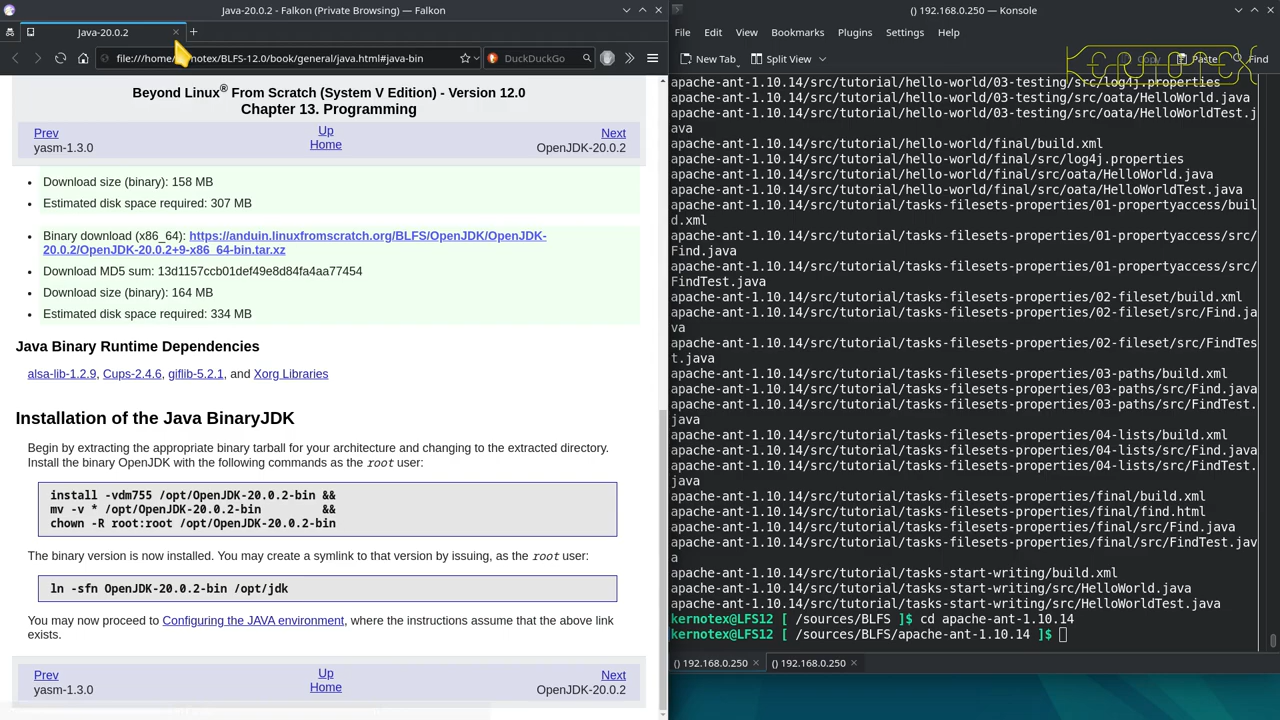 Java-20.0.2 - Falkon (Private Browsing) — Falkon
Java-20.0.2
file:///home/kernotex/BLFS-12.0/book/general/java.html#java-bin
DuckDuckGo
Beyond Linux® From Scratch (System V Edition) - Version 12.0
Chapter 13. Programming
Prev
Up
Next
yasm-1.3.0
Home
OpenJDK-20.0.2
• Download size (binary): 158 MB
• Estimated disk space required: 307 MB
• Binary download (x86_64): https://anduin.linuxfromscratch.org/BLFS/OpenJDK/OpenJDK-
20.0.2/OpenJDK-20.0.2+9-x86_64-bin.tar.xz
• Download MD5 sum: 13d1157ccb01def49e8d84fa4aa77454
• Download size (binary): 164 MB
• Estimated disk space required: 334 MB
Java Binary Runtime Dependencies
alsa-lib-1.2.9, Cups-2.4.6, giflib-5.2.1, and Xorg Libraries
Installation of the Java BinaryJDK
Begin by extracting the appropriate binary tarball for your architecture and changing to the extracted directory.
Install the binary OpenJDK with the following commands as the root user:
install -vdm755 /opt/OpenJDK-20.0.2-bin &&
mv -v * /opt/OpenJDK-20.0.2-bin         &&
chown -R root:root /opt/OpenJDK-20.0.2-bin
The binary version is now installed. You may create a symlink to that version by issuing, as the root user:
ln -sfn OpenJDK-20.0.2-bin /opt/jdk
You may now proceed to Configuring the JAVA environment, where the instructions assume that the above link
exists.
Prev
Up
Next
yasm-1.3.0
Home
OpenJDK-20.0.2
() 192.168.0.250 — Konsole
File Edit View Bookmarks Plugins Settings Help
New Tab
Split View
Copy
Paste
Find
KERNOTEX
apache-ant-1.10.14/src/tutorial/hello-world/03-testing/src/log4j.properties
apache-ant-1.10.14/src/tutorial/hello-world/03-testing/src/oata/HelloWorld.java
apache-ant-1.10.14/src/tutorial/hello-world/03-testing/src/oata/HelloWorldTest.j
ava
apache-ant-1.10.14/src/tutorial/hello-world/final/build.xml
apache-ant-1.10.14/src/tutorial/hello-world/final/src/log4j.properties
apache-ant-1.10.14/src/tutorial/hello-world/final/src/oata/HelloWorld.java
apache-ant-1.10.14/src/tutorial/hello-world/final/src/oata/HelloWorldTest.java
apache-ant-1.10.14/src/tutorial/tasks-filesets-properties/01-propertyaccess/buil
d.xml
apache-ant-1.10.14/src/tutorial/tasks-filesets-properties/01-propertyaccess/src/
Find.java
apache-ant-1.10.14/src/tutorial/tasks-filesets-properties/01-propertyaccess/src/
FindTest.java
apache-ant-1.10.14/src/tutorial/tasks-filesets-properties/02-fileset/build.xml
apache-ant-1.10.14/src/tutorial/tasks-filesets-properties/02-fileset/src/Find.ja
va
apache-ant-1.10.14/src/tutorial/tasks-filesets-properties/02-fileset/src/FindTes
t.java
apache-ant-1.10.14/src/tutorial/tasks-filesets-properties/03-paths/build.xml
apache-ant-1.10.14/src/tutorial/tasks-filesets-properties/03-paths/src/Find.java
apache-ant-1.10.14/src/tutorial/tasks-filesets-properties/03-paths/src/FindTest.
java
apache-ant-1.10.14/src/tutorial/tasks-filesets-properties/04-lists/build.xml
apache-ant-1.10.14/src/tutorial/tasks-filesets-properties/04-lists/src/Find.java
apache-ant-1.10.14/src/tutorial/tasks-filesets-properties/04-lists/src/FindTest.
java
apache-ant-1.10.14/src/tutorial/tasks-filesets-properties/final/build.xml
apache-ant-1.10.14/src/tutorial/tasks-filesets-properties/final/find.html
apache-ant-1.10.14/src/tutorial/tasks-filesets-properties/final/src/Find.java
apache-ant-1.10.14/src/tutorial/tasks-filesets-properties/final/src/FindTest.jav
a
apache-ant-1.10.14/src/tutorial/tasks-start-writing/build.xml
apache-ant-1.10.14/src/tutorial/tasks-start-writing/src/HelloWorld.java
apache-ant-1.10.14/src/tutorial/tasks-start-writing/src/HelloWorldTest.java
kernotex@LFS12 [ /sources/BLFS ]$ cd apache-ant-1.10.14
kernotex@LFS12 [ /sources/BLFS/apache-ant-1.10.14 ]$
() 192.168.0.250
() 192.168.0.250